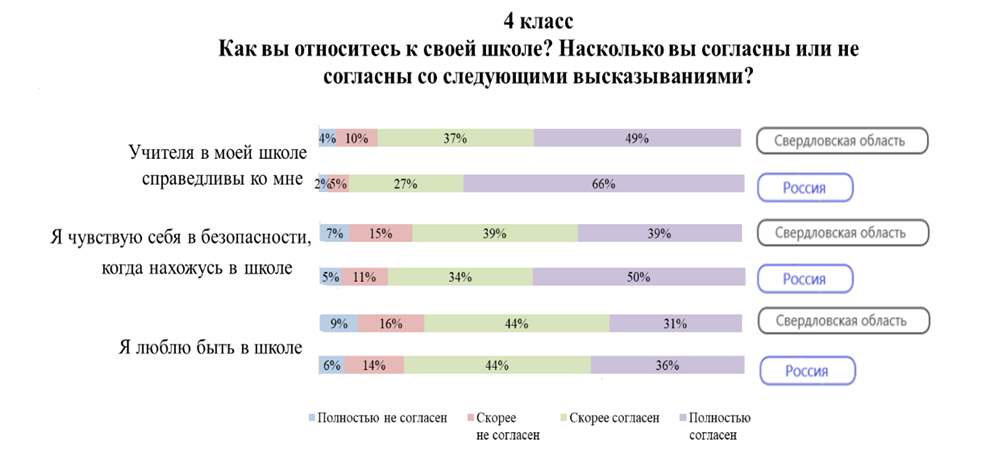 4 класс
Как вы относитесь к своей школе? Насколько вы согласны или не
согласны со следующими высказываниями?
Учителя в моей школе
справедливы ко мне
4% 10% 37% 49% Свердловская область
2% 5% 27% 66% Россия
Я чувствую себя в безопасности,
когда нахожусь в школе
7% 15% 39% 39% Свердловская область
5% 11% 34% 50% Россия
Я люблю быть в школе
9% 16% 44% 31% Свердловская область
6% 14% 44% 36% Россия
Полностью не согласен
Скорее
не согласен
Скорее согласен
Полностью
согласен